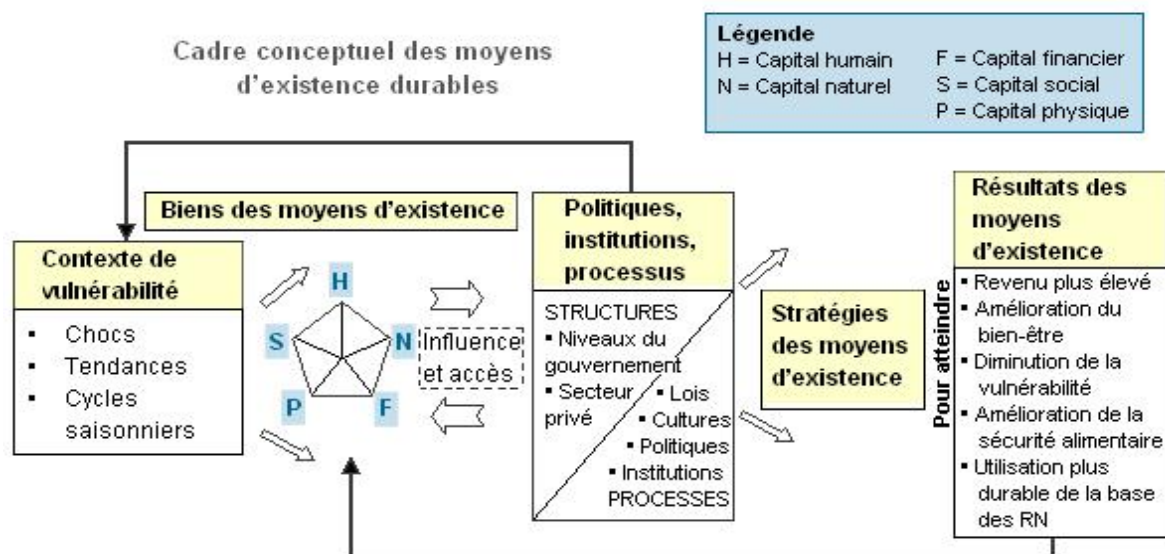 Cadre conceptuel des moyens
d'existence durables
Légende
H = Capital humain
N = Capital naturel
F = Capital financier
S = Capital social
P = Capital physique
Biens des moyens d'existence
Contexte de
vulnérabilité
▪ Chocs
▪ Tendances
▪ Cycles
saisonniers
H
S
N
P
F
Influence
et accès
Politiques,
institutions,
processus
STRUCTURES
▪ Niveaux du
gouvernement
▪ Secteur
privé
▪ Lois
▪ Cultures
▪ Politiques
▪ Institutions
PROCESSES
Stratégies
des moyens
d'existence
Pour atteindre
Résultats des
moyens
d'existence
▪ Revenu plus élevé
▪ Amélioration du
bien-être
▪ Diminution de la
vulnérabilité
▪ Amélioration de la
sécurité alimentaire
▪ Utilisation plus
durable de la base
des RN